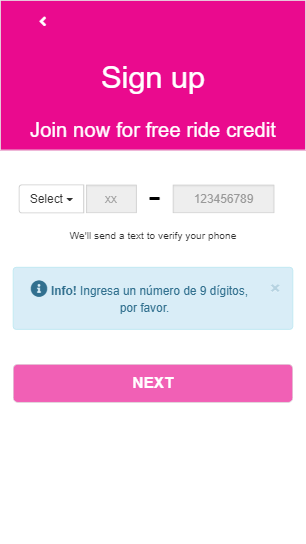 Sign up
Join now for free ride credit
Select xx – 123456789
We'll send a text to verify your phone
Info! Ingresa un número de 9 dígitos, ×
por favor.
NEXT